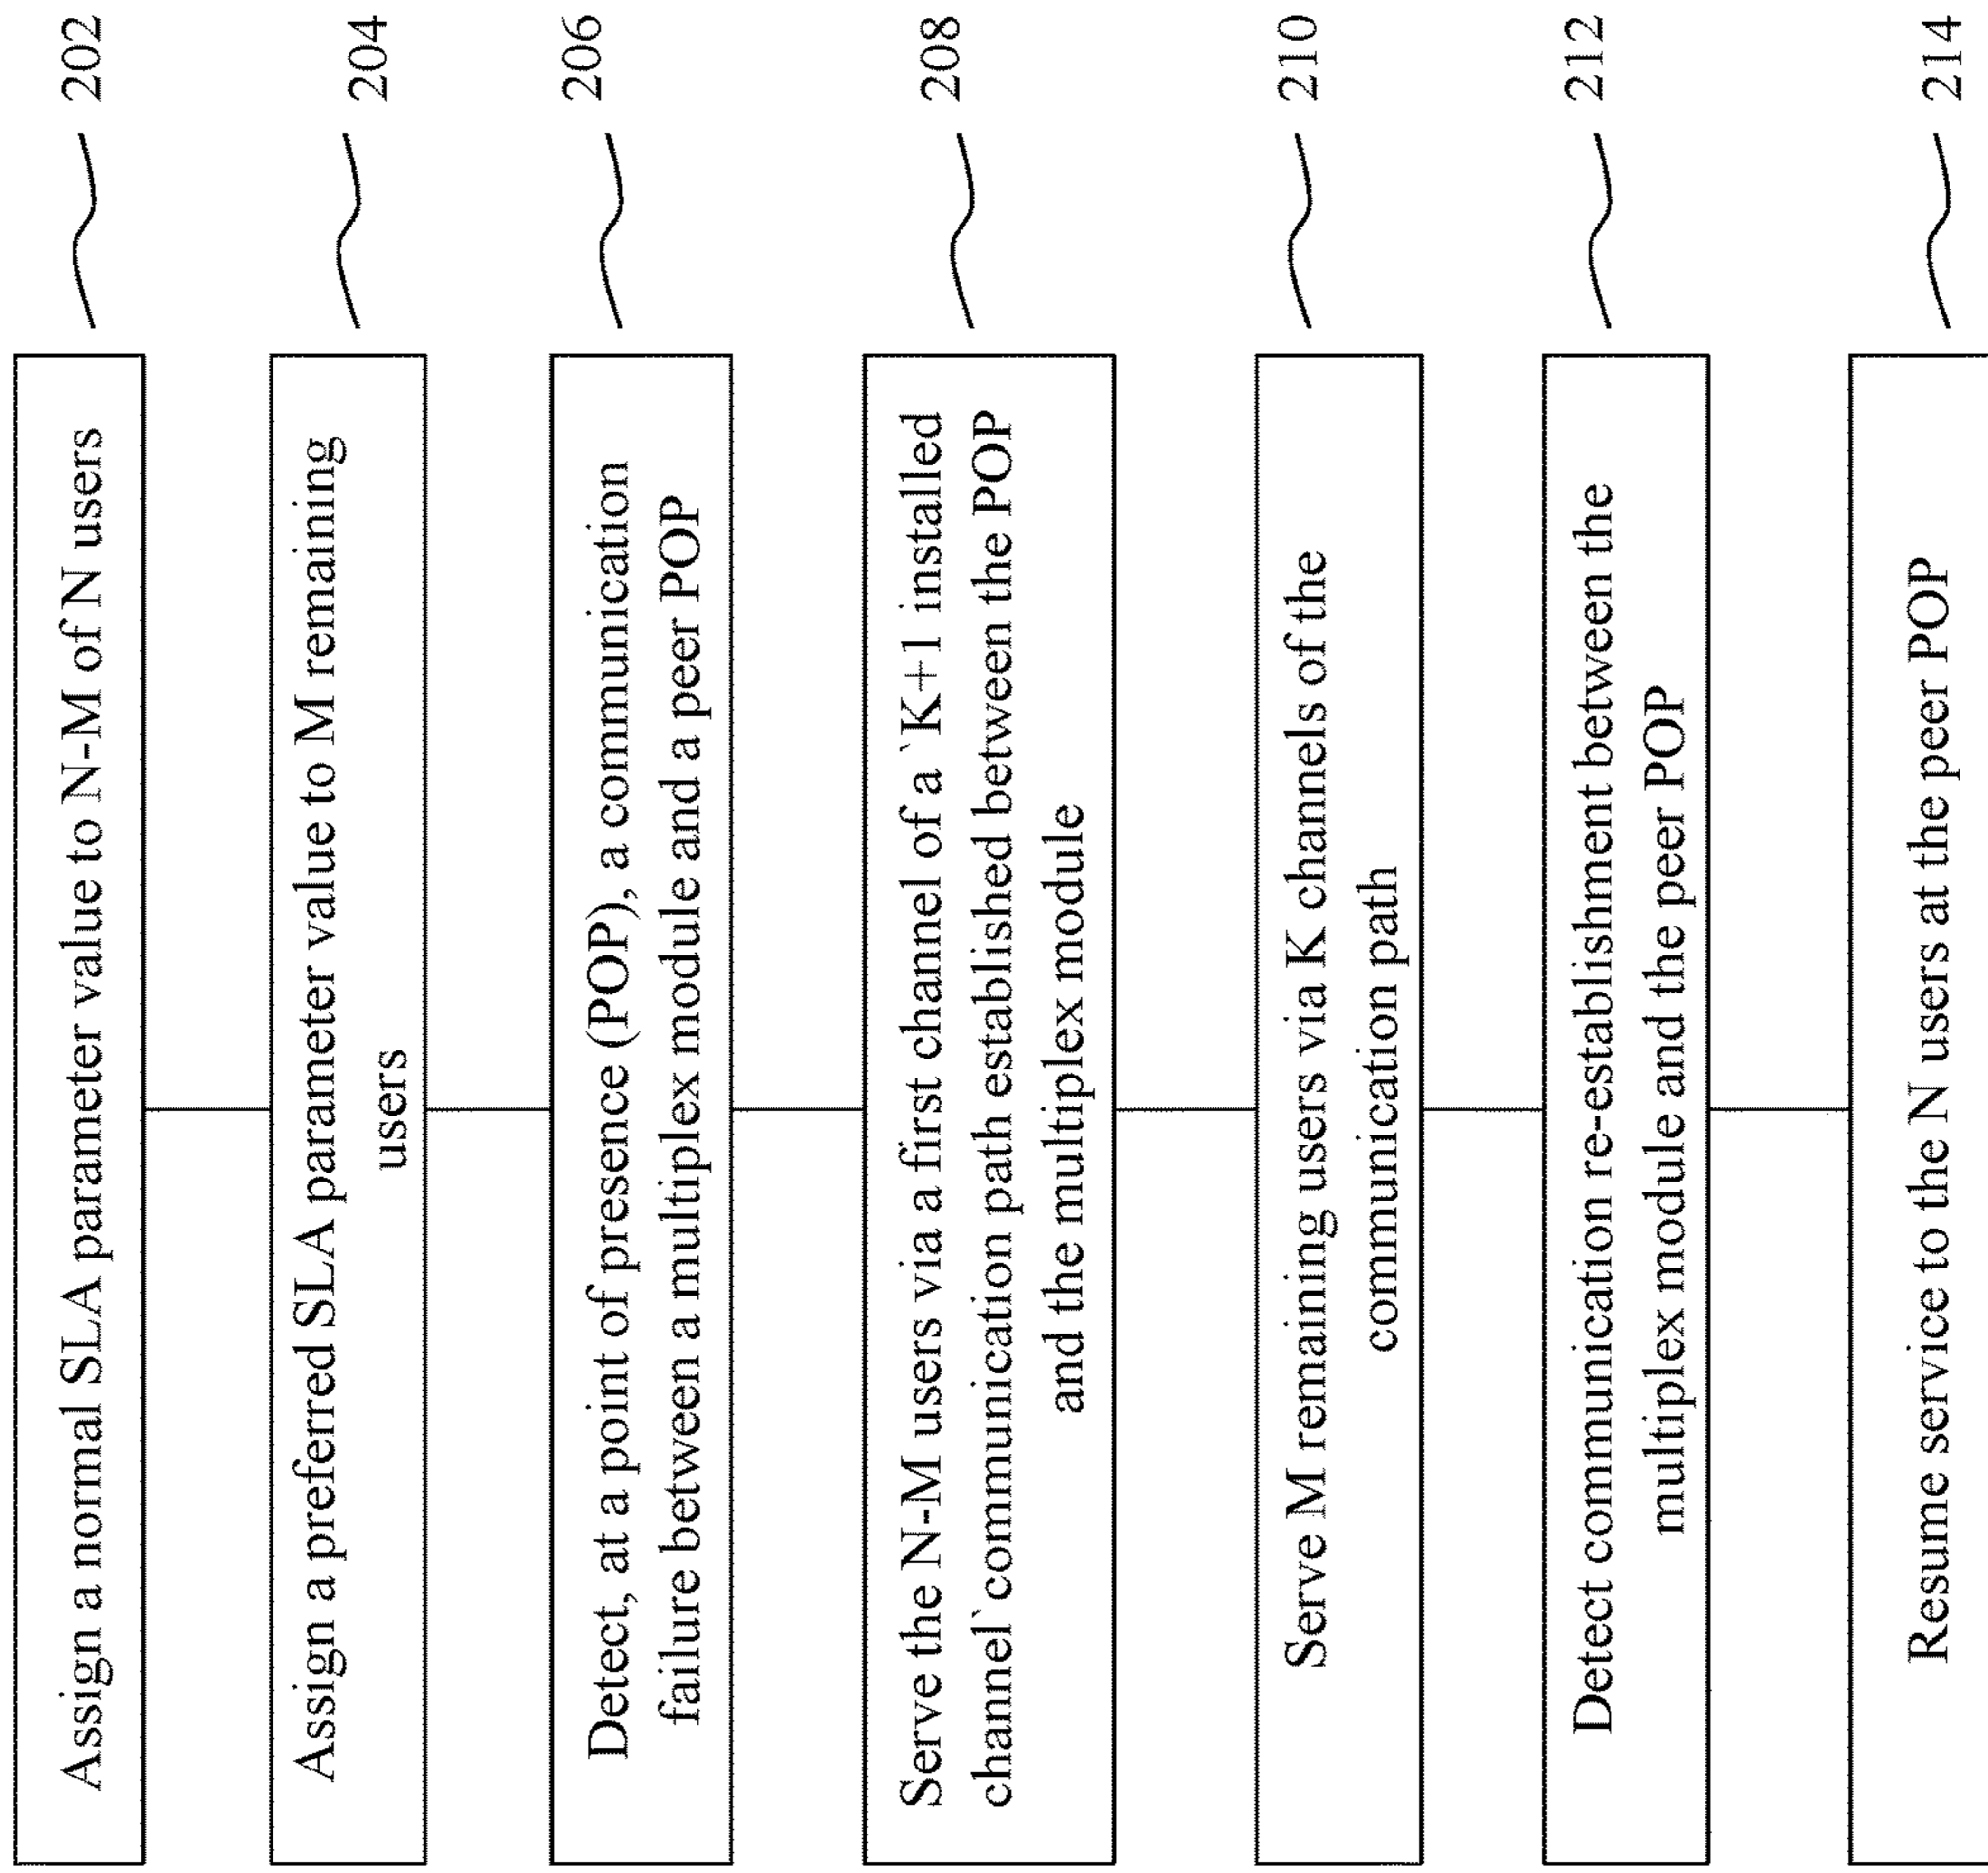 Assign a normal SLA parameter value to N-M of N users
202
Assign a preferred SLA parameter value to M remaining
users
204
Detect, at a point of presence (POP), a communication
failure between a multiplex module and a peer POP
206
Serve the N-M users via a first channel of a `K+1 installed
channel` communication path established between the POP
and the multiplex module
208
Serve M remaining users via K channels of the
communication path
210
Detect communication re-establishment between the
multiplex module and the peer POP
212
Resume service to the N users at the peer POP
214